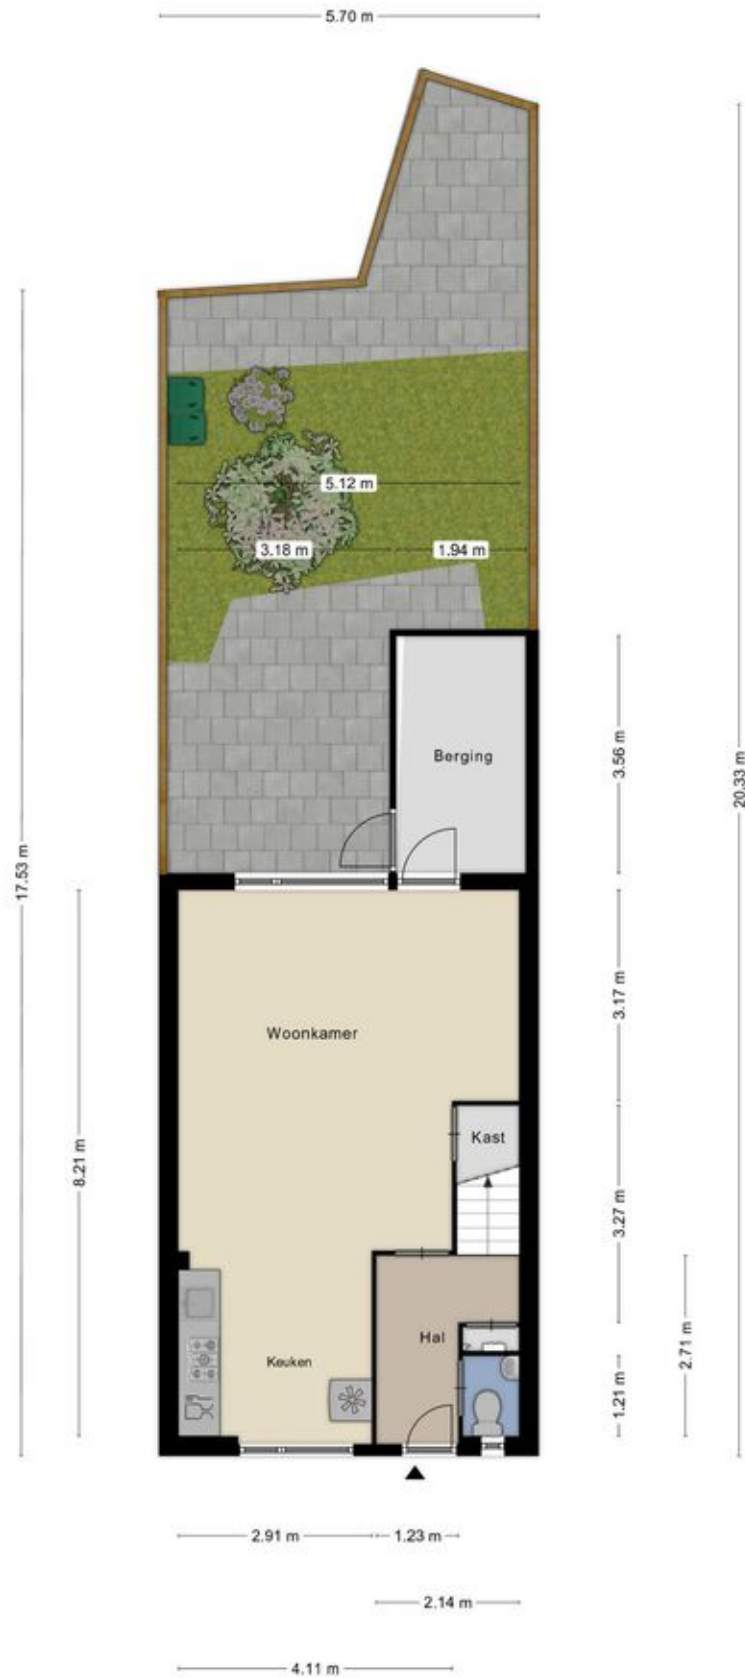 5.70 m
5.12 m
3.18 m
1.94 m
Berging
3.56 m
20.33 m
17.53 m
Woonkamer
3.17 m
8.21 m
Kast
3.27 m
Hal
Keuken
2.71 m
1.21 m
2.91 m
1.23 m
2.14 m
4.11 m